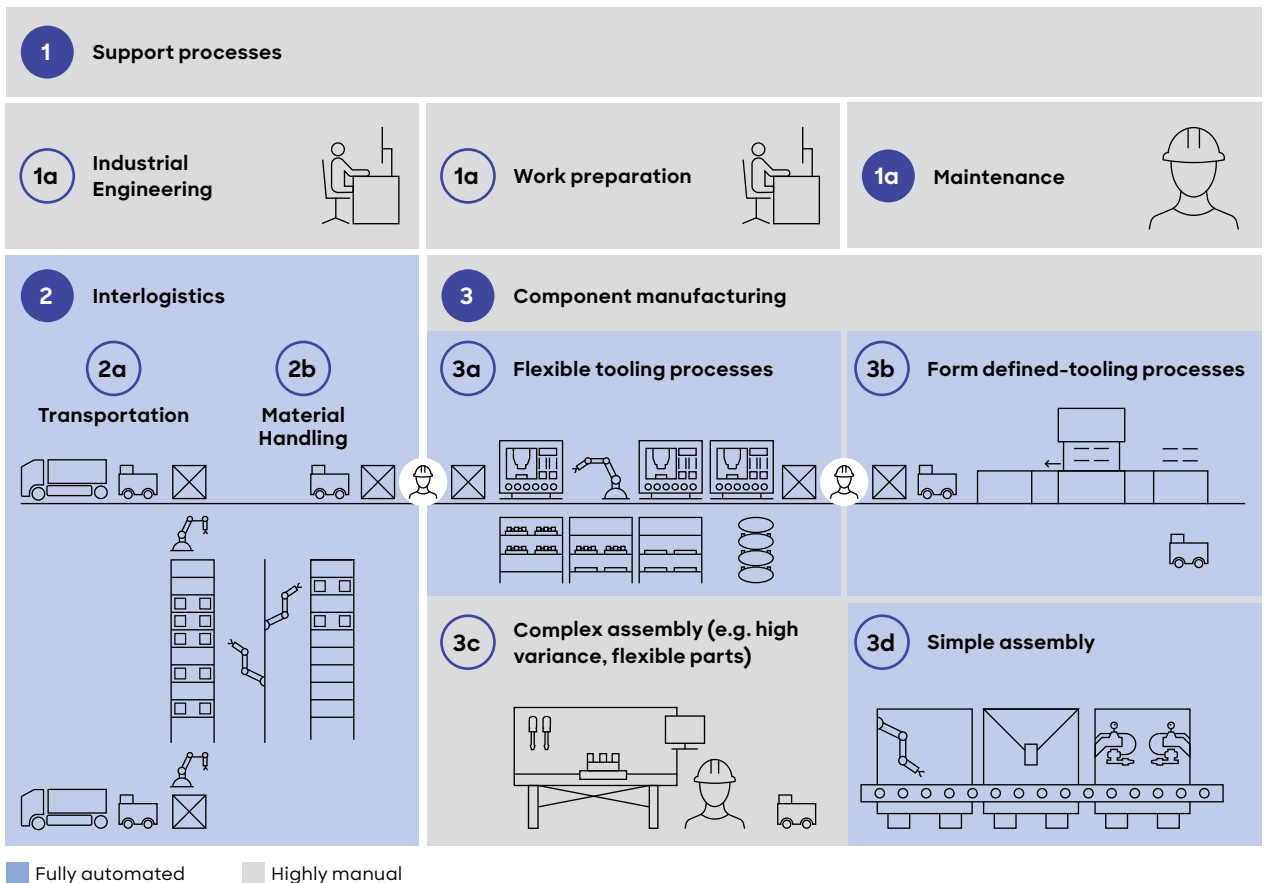 1 Support processes
1a Industrial
Engineering
1a Work preparation
1a Maintenance
2 Interlogistics
2a
Transportation
2b
Material
Handling
3 Component manufacturing
3a Flexible tooling processes
3b Form defined-tooling processes
3c Complex assembly (e.g. high
variance, flexible parts)
3d Simple assembly
Fully automated
Highly manual